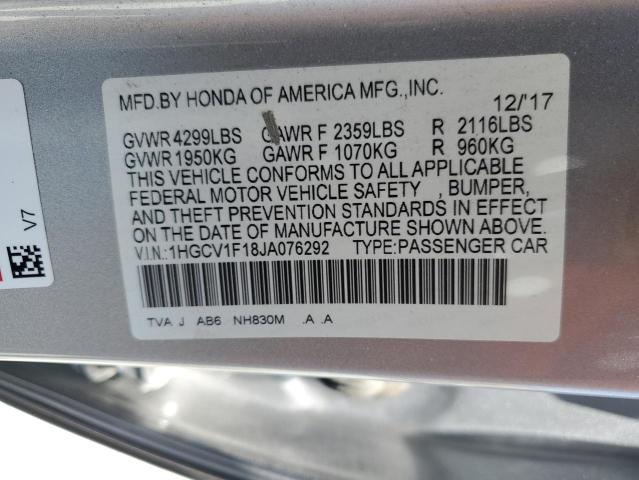 MFD.BY HONDA OF AMERICA MFG.,INC. 12/'17
GVWR 4299LBS GAWR F 2359LBS R 2116LBS
GVWR 1950KG GAWR F 1070KG R 960KG
THIS VEHICLE CONFORMS TO ALL APPLICABLE
FEDERAL MOTOR VEHICLE SAFETY , BUMPER,
AND THEFT PREVENTION STANDARDS IN EFFECT
ON THE DATE OF MANUFACTURE SHOWN ABOVE.
V.I.N.:1HGCV1F18JA076292 TYPE:PASSENGER CAR
TVA J AB6 NH830M .A .A
V7